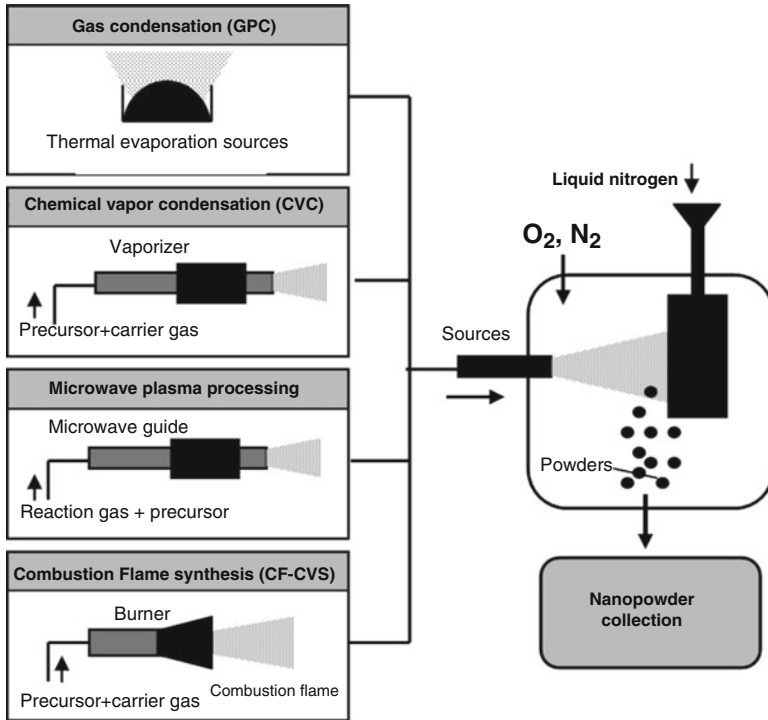 Gas condensation (GPC)
Thermal evaporation sources
Chemical vapor condensation (CVC)
Vaporizer
Precursor+carrier gas
Microwave plasma processing
Microwave guide
Reaction gas + precursor
Combustion Flame synthesis (CF-CVS)
Burner
Precursor+carrier gas
Combustion flame
Liquid nitrogen
O₂, N₂
Sources
Powders
Nanopowder
collection